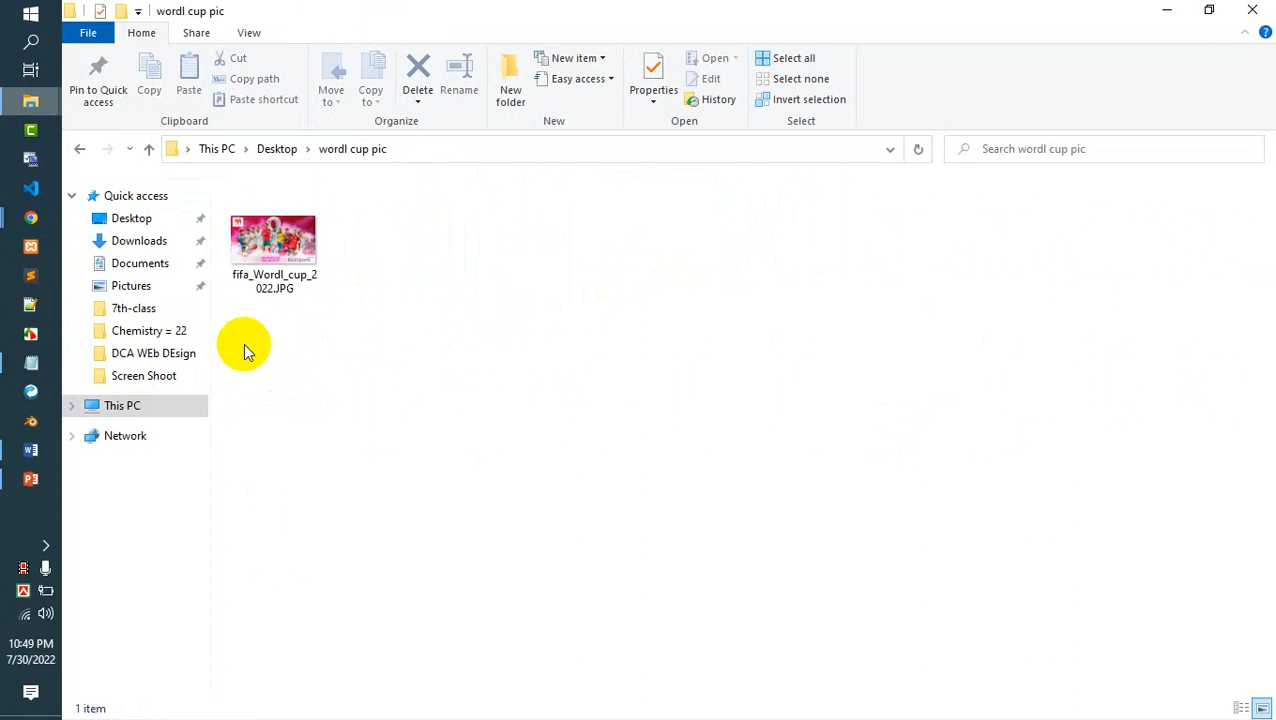 wordl cup pic
File
Home
Share
View
Pin to Quick
access
Copy
Paste
Cut
Copy path
Paste shortcut
Clipboard
Move
to
Copy
to
Delete
Rename
Organize
New
folder
New item
Easy access
New
Properties
Open
Edit
History
Open
Select all
Select none
Invert selection
Select
This PC
Desktop
wordl cup pic
Search wordl cup pic
Quick access
Desktop
Downloads
Documents
Pictures
7th-class
Chemistry = 22
DCA WEb DEsign
Screen Shoot
This PC
Network
fifa_Wordl_cup_2
022.JPG
10:49 PM
7/30/2022
1 item